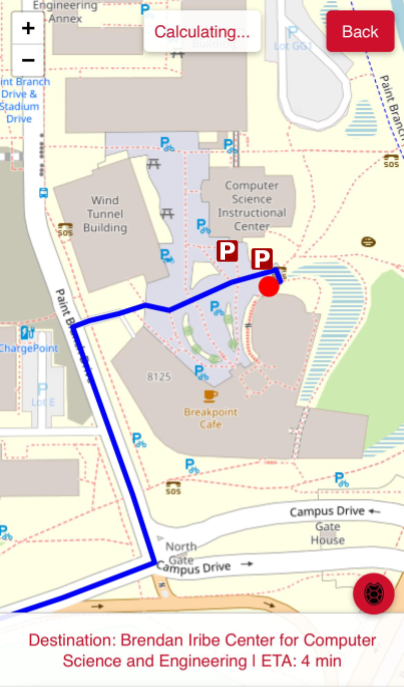 Engineering
Annex
+
−
P
Calculating...
Back
Lot GG1
Paint Branch
int Branch
Drive &
Stadium
Drive
P
P
P
Computer
Science
Instructional
Center
Wind
Tunnel
Building
SOS
SOS
P
P
P
P
Paint Branch Drive
P
ChargePoint
P
Lot E
8125
P
Breakpoint
Cafe
P
P
P
SOS
P
Campus Drive
Gate
House
North
Gate
Campus Drive
Destination: Brendan Iribe Center for Computer
Science and Engineering | ETA: 4 min